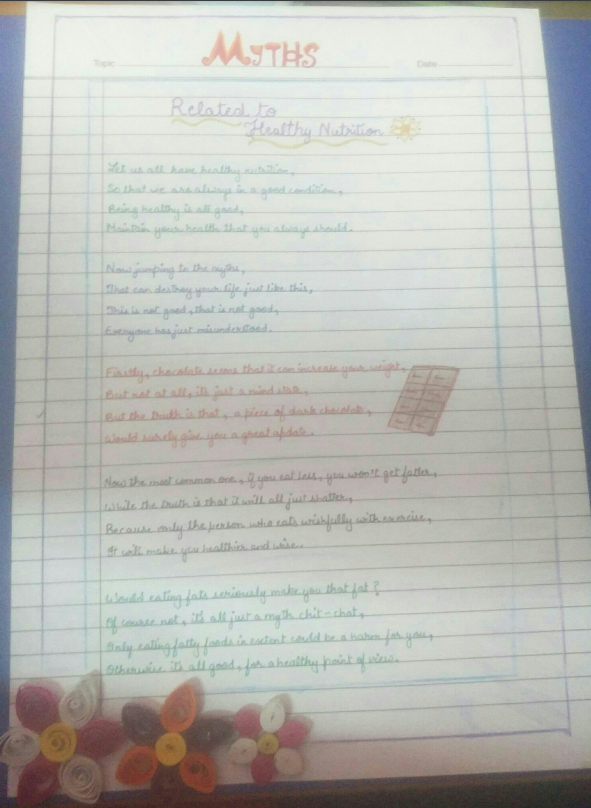 MYTHS
Topic
Date
Related to
Healthy Nutrition
Let us all have healthy nutrition,
So that we are always in a good condition,
Being healthy is all good,
Maintain your health that you always should.
Now jumping to the myths,
That can destroy your life just like this,
This is not good, that is not good,
Everyone has just misunderstood.
Firstly, chocolate seems that it can increase your weight,
But not at all, it's just a mind state,
But the truth is that, a piece of dark chocolate,
Would surely give you a great update.
Now the most common one, if you eat less, you won't get fatter,
While the truth is that it will all just shatter,
Because only the person who eats wishfully with exercise,
It will make you healthier and wise.
Would eating fats seriously make you that fat?
Of course not, it's all just a myth chit-chat,
Only eating fatty foods in extent could be a harm for you,
Otherwise it's all good, for a healthy point of view.